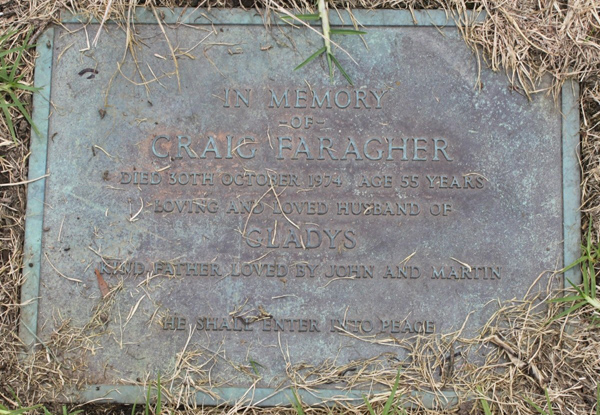 IN MEMORY
-OF-
CRAIG FARAGHER
DIED 30TH OCTOBER 1974 AGE 55 YEARS
LOVING AND LOVED HUSBAND OF
GLADYS
KIND FATHER LOVED BY JOHN AND MARTIN
HE SHALL ENTER INTO PEACE